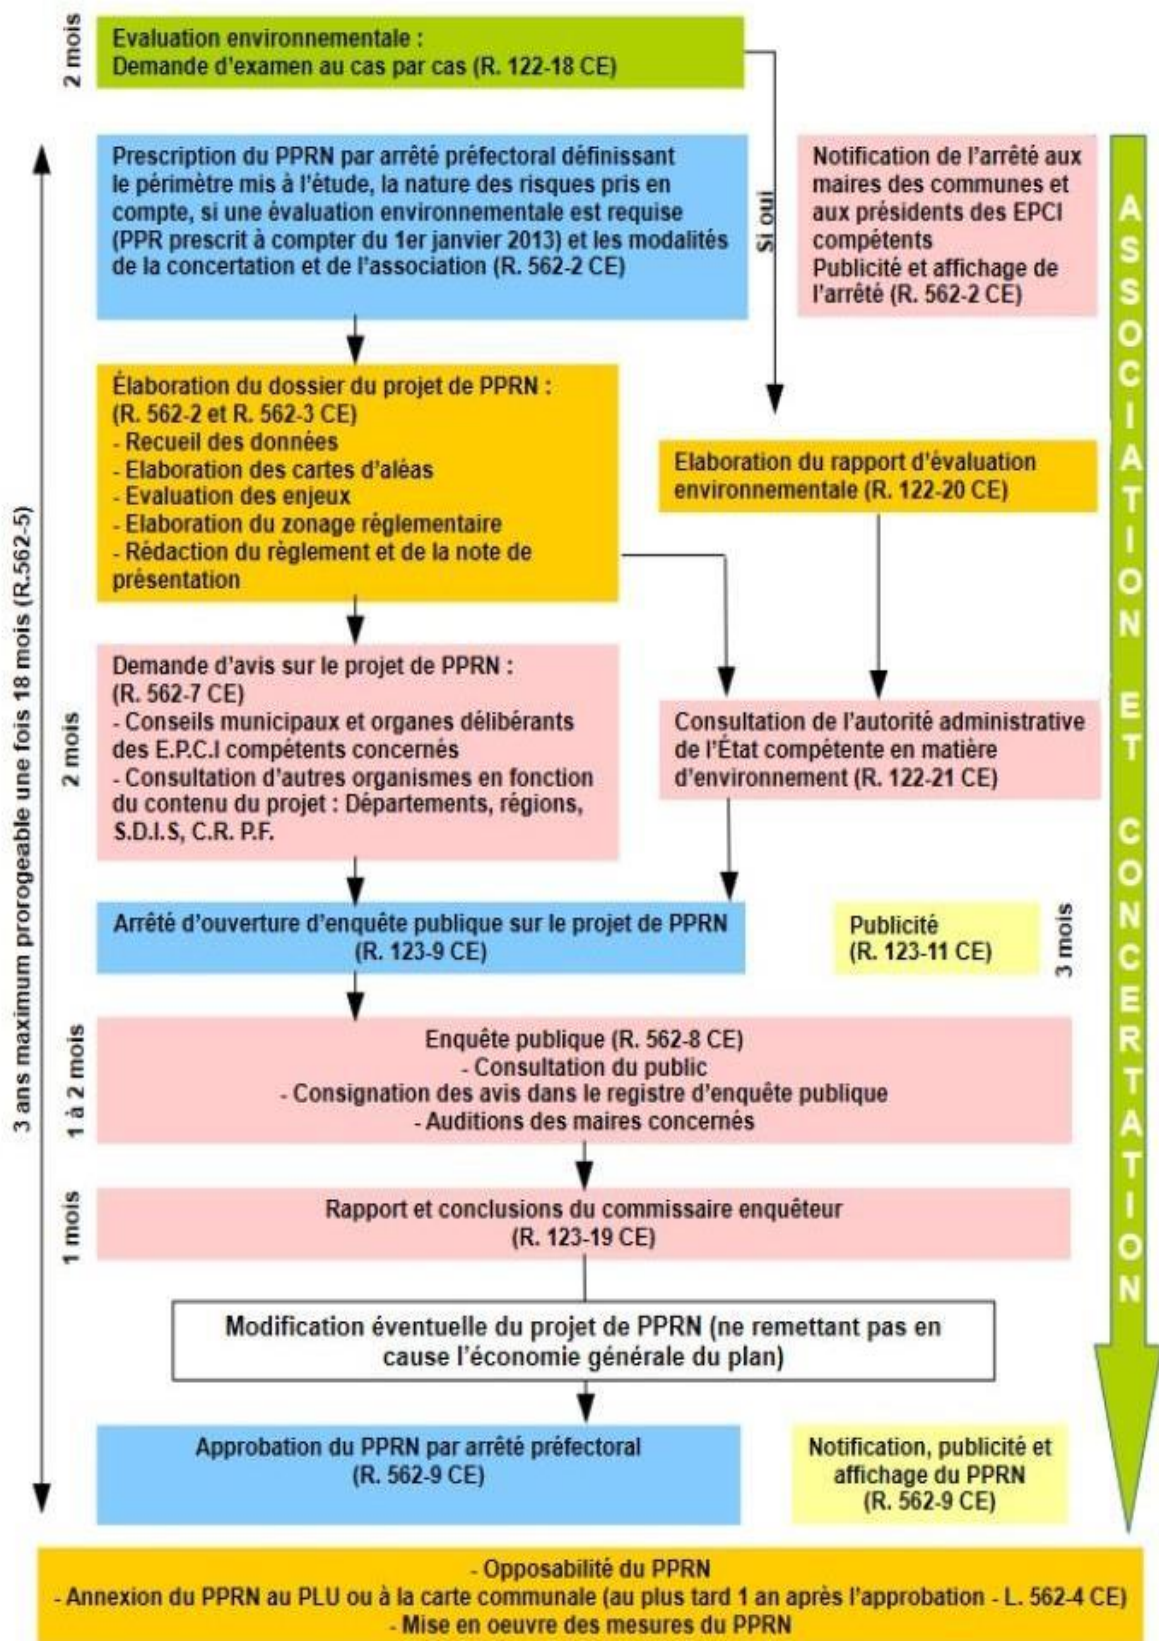 2 mois
Evaluation environnementale :
Demande d'examen au cas par cas (R. 122-18 CE)
Si oui
3 ans maximum prorogeable une fois 18 mois (R.562-5)
Prescription du PPRN par arrêté préfectoral définissant
le périmètre mis à l'étude, la nature des risques pris en
compte, si une évaluation environnementale est requise
(PPR prescrit à compter du 1er janvier 2013) et les modalités
de la concertation et de l'association (R. 562-2 CE)
Notification de l'arrêté aux
maires des communes et
aux présidents des EPCI
compétents
Publicité et affichage de
l'arrêté (R. 562-2 CE)
ASSOCIATION ET CONCERTATION
Élaboration du dossier du projet de PPRN :
(R. 562-2 et R. 562-3 CE)
- Recueil des données
- Elaboration des cartes d'aléas
- Evaluation des enjeux
- Elaboration du zonage réglementaire
- Rédaction du règlement et de la note de
présentation
Elaboration du rapport d'évaluation
environnementale (R. 122-20 CE)
2 mois
Demande d'avis sur le projet de PPRN :
(R. 562-7 CE)
- Conseils municipaux et organes délibérants
des E.P.C.I compétents concernés
- Consultation d'autres organismes en fonction
du contenu du projet : Départements, régions,
S.D.I.S, C.R. P.F.
Consultation de l'autorité administrative
de l'État compétente en matière
d'environnement (R. 122-21 CE)
Arrêté d'ouverture d'enquête publique sur le projet de PPRN
(R. 123-9 CE)
Publicité
(R. 123-11 CE)
3 mois
1 à 2 mois
Enquête publique (R. 562-8 CE)
- Consultation du public
- Consignation des avis dans le registre d'enquête publique
- Auditions des maires concernés
1 mois
Rapport et conclusions du commissaire enquêteur
(R. 123-19 CE)
Modification éventuelle du projet de PPRN (ne remettant pas en
cause l'économie générale du plan)
Approbation du PPRN par arrêté préfectoral
(R. 562-9 CE)
Notification, publicité et
affichage du PPRN
(R. 562-9 CE)
- Opposabilité du PPRN
- Annexion du PPRN au PLU ou à la carte communale (au plus tard 1 an après l'approbation - L. 562-4 CE)
- Mise en oeuvre des mesures du PPRN